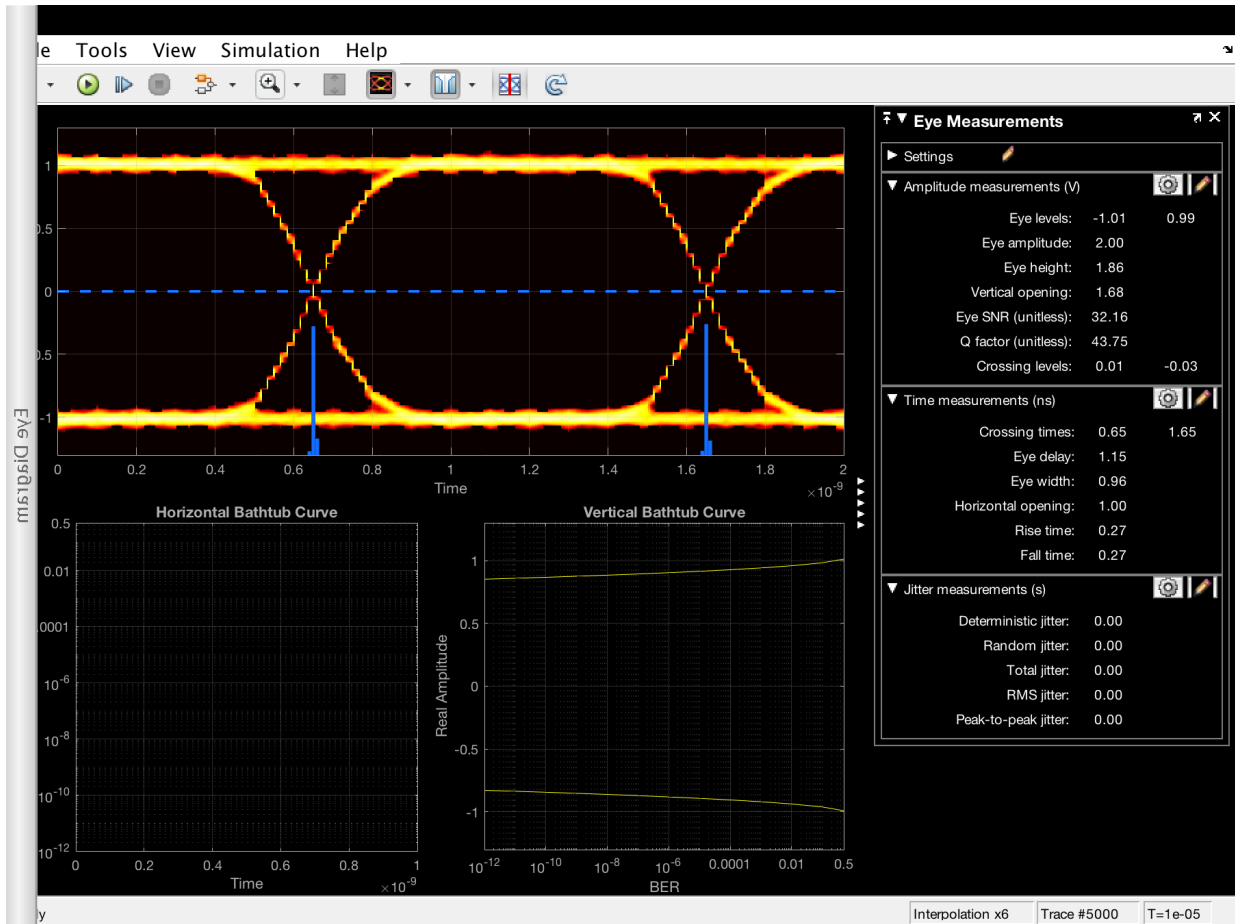 le Tools View Simulation Help
Eye Diagram
1
0.5
0
0.5
-1
0 0.2 0.4 0.6 0.8 1 1.2 1.4 1.6 1.8 2
Time
×10^-9
Horizontal Bathtub Curve
0.5
0.01
0.0001
10^-6
10^-8
10^-10
10^-12
0 0.2 0.4 0.6 0.8 1
Time
×10^-9
Vertical Bathtub Curve
Real Amplitude
1
0.5
0
-0.5
-1
10^-12 10^-10 10^-8 10^-6 0.0001 0.01 0.5
BER
Eye Measurements
Settings
Amplitude measurements (V)
Eye levels: -1.01 0.99
Eye amplitude: 2.00
Eye height: 1.86
Vertical opening: 1.68
Eye SNR (unitless): 32.16
Q factor (unitless): 43.75
Crossing levels: 0.01 -0.03
Time measurements (ns)
Crossing times: 0.65 1.65
Eye delay: 1.15
Eye width: 0.96
Horizontal opening: 1.00
Rise time: 0.27
Fall time: 0.27
Jitter measurements (s)
Deterministic jitter: 0.00
Random jitter: 0.00
Total jitter: 0.00
RMS jitter: 0.00
Peak-to-peak jitter: 0.00
y
Interpolation x6 Trace #5000 T=1e-05